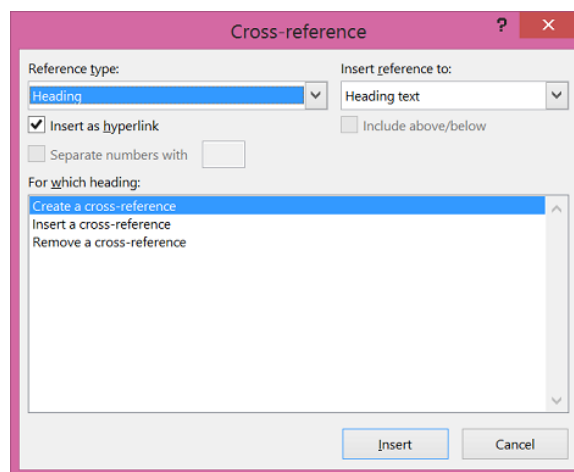 Cross-reference ?
Reference type: Insert reference to:
Heading Heading text
Insert as hyperlink Include above/below
Separate numbers with
For which heading:
Create a cross-reference
Insert a cross-reference
Remove a cross-reference
Insert Cancel